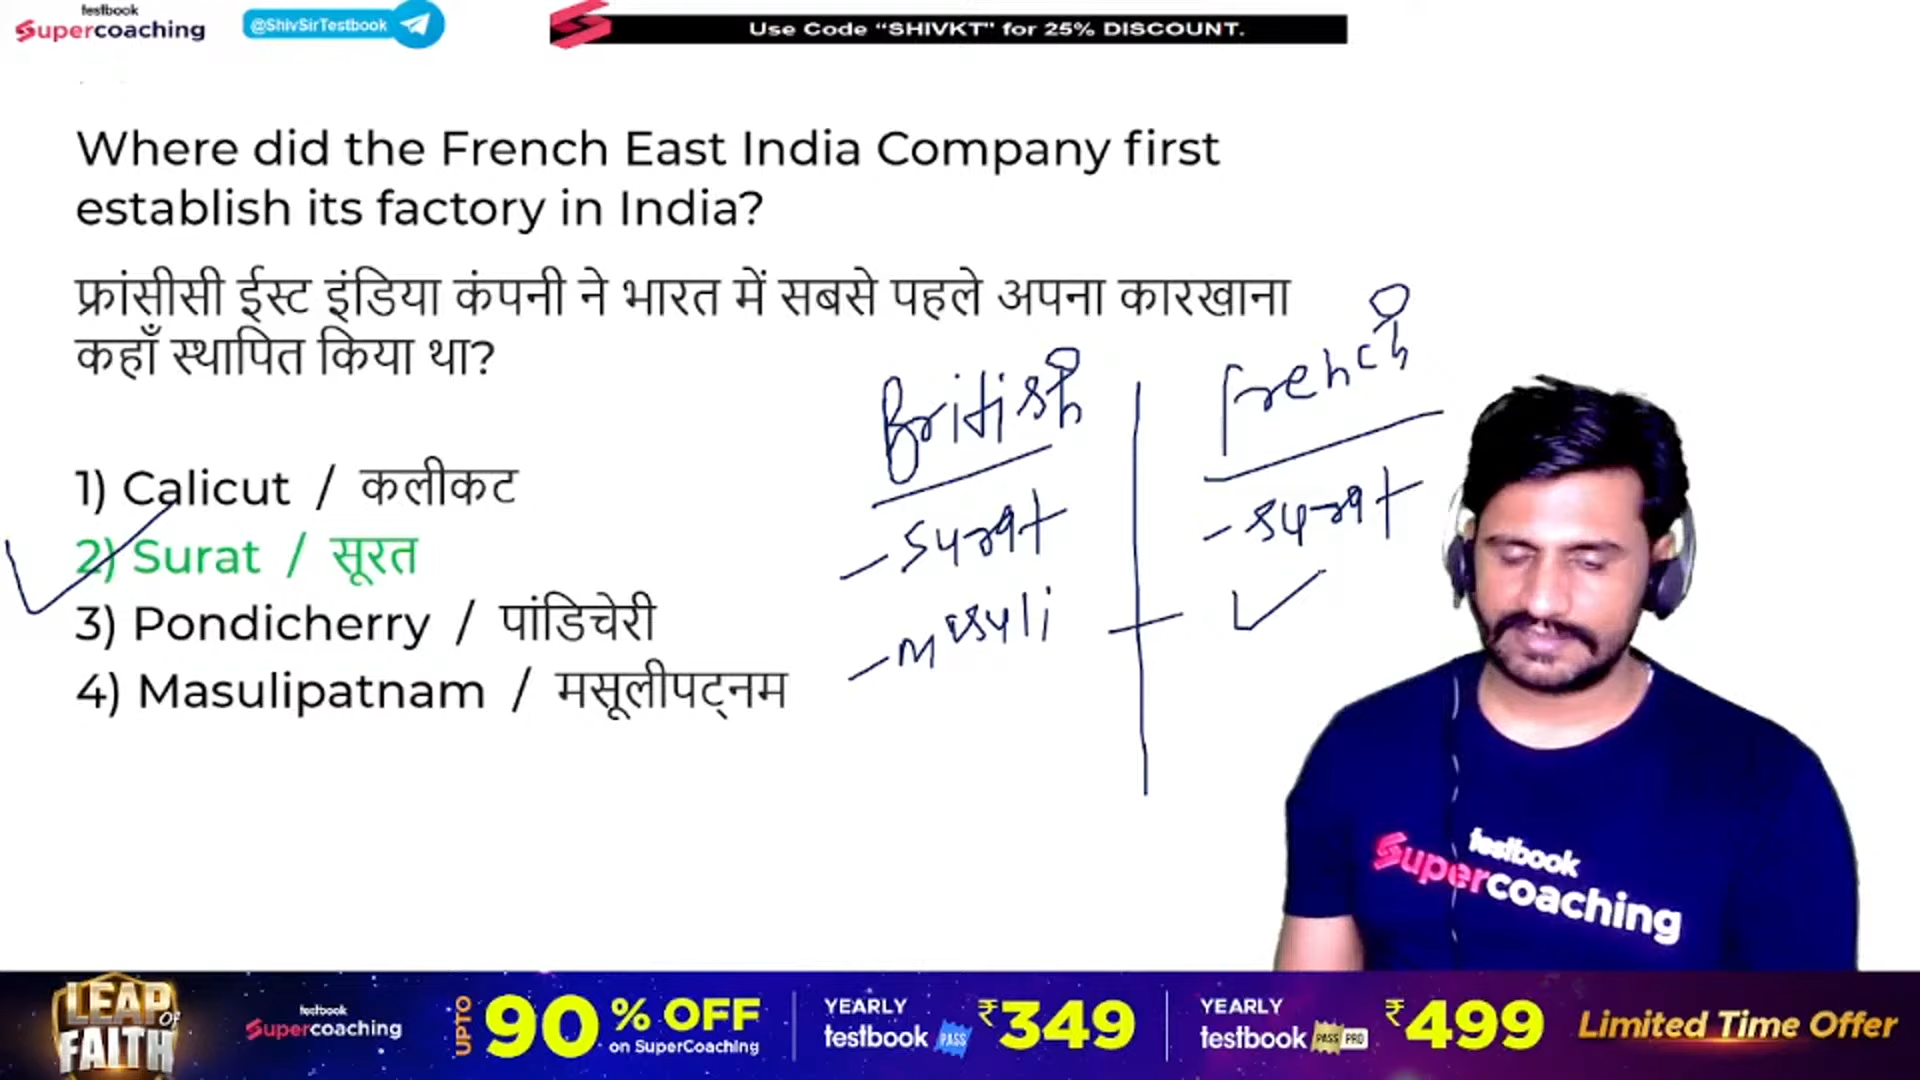 testbook
Supercoaching
@ShivSirTestbook
Use Code “SHIVKT" for 25% DISCOUNT.
Where did the French East India Company first
establish its factory in India?
फ्रांसीसी ईस्ट इंडिया कंपनी ने भारत में सबसे पहले अपना कारखाना
कहाँ स्थापित किया था?
1) Calicut / कलीकट
2) Surat / सूरत
3) Pondicherry / पांडिचेरी
4) Masulipatnam / मसूलीपट्नम
British
- Surat
- Masuli
French
- Surat
testbook
Supercoaching
LEAP OF
FAITH
testbook
Supercoaching
UPTO 90% OFF
on SuperCoaching
YEARLY
testbook PASS
₹349
YEARLY
testbook PASS PRO
₹499
Limited Time Offer